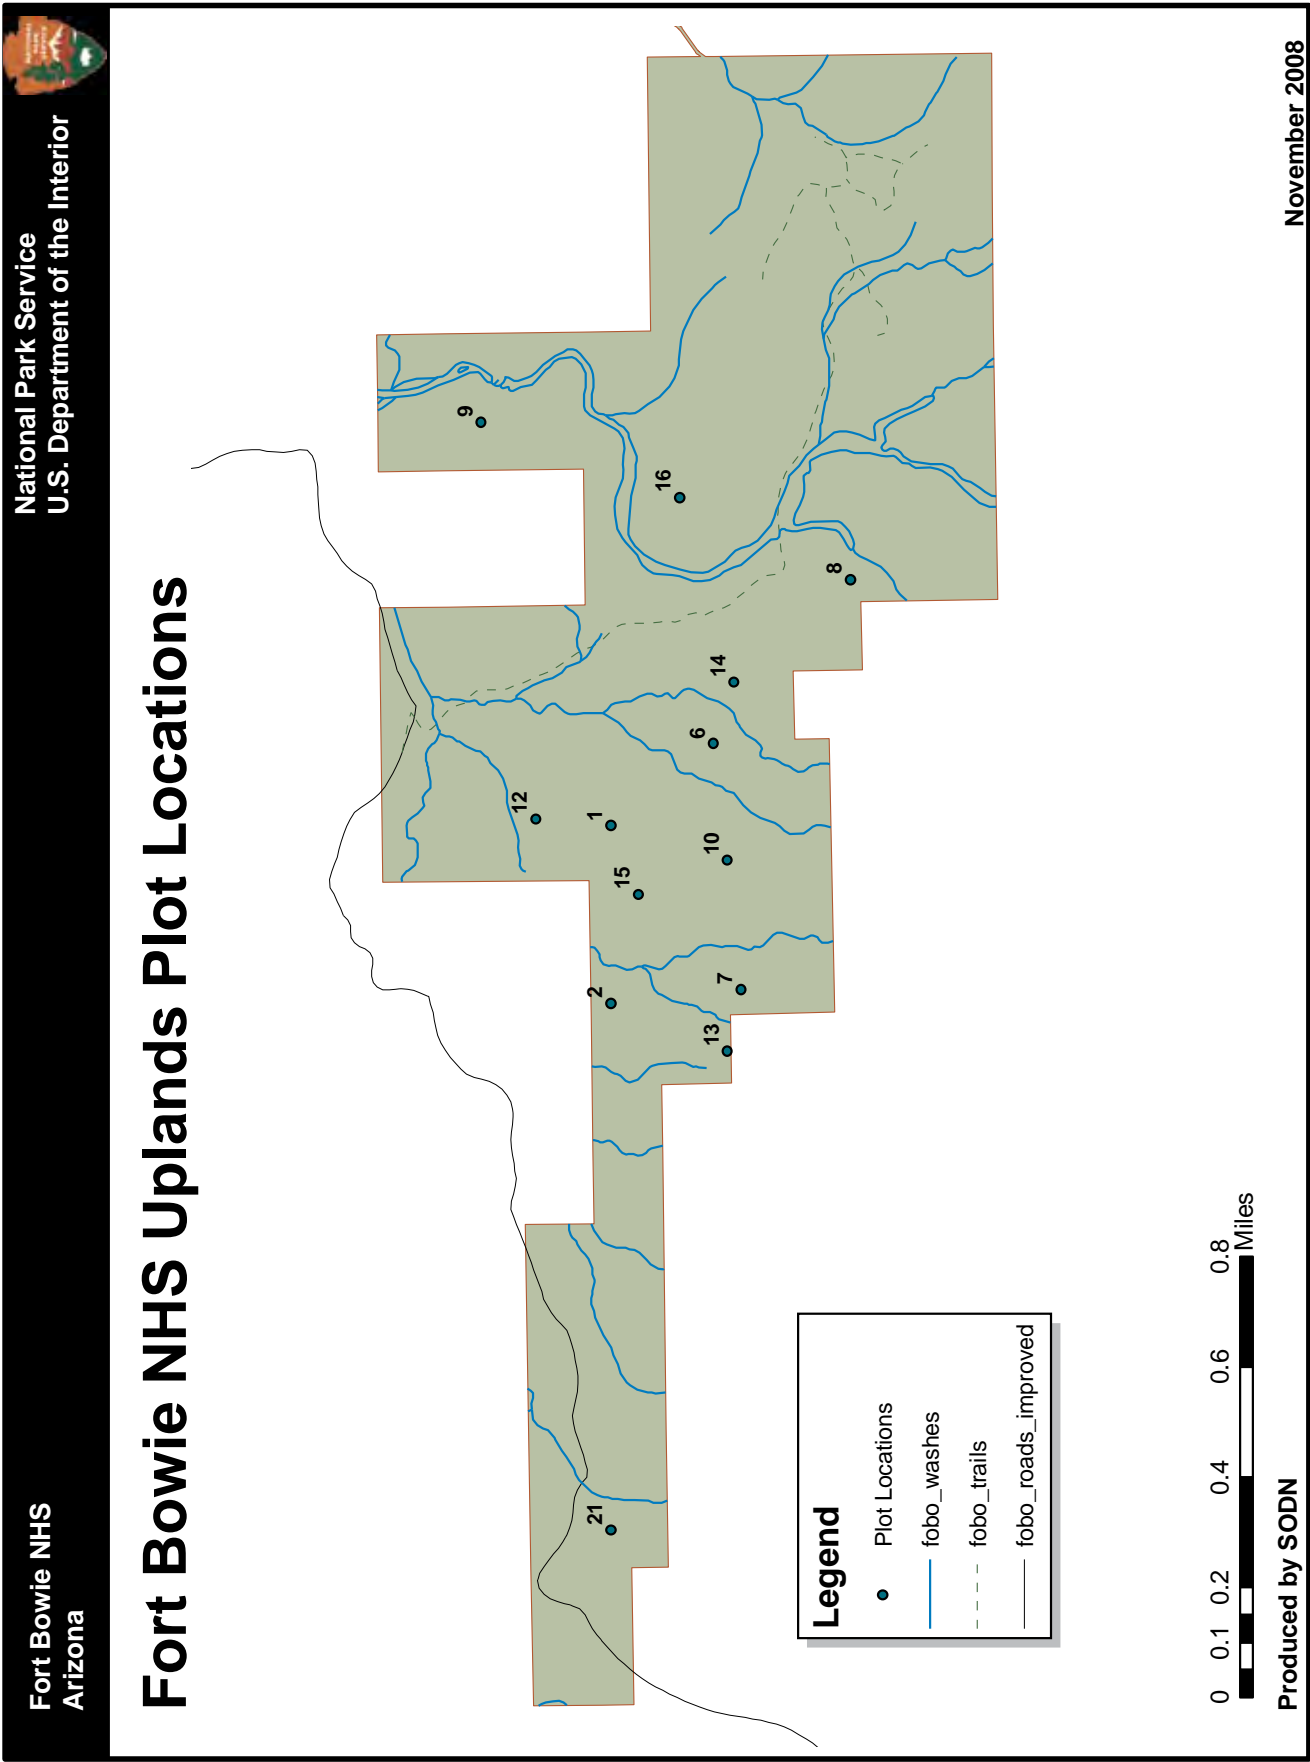 Fort Bowie NHS
Arizona
National Park Service
U.S. Department of the Interior
Fort Bowie NHS Uplands Plot Locations
21
13
2
7
15
10
1
12
6
14
8
16
9
Legend
Plot Locations
fobo_washes
fobo_trails
fobo_roads_improved
0 0.1 0.2 0.4 0.6 0.8
Miles
Produced by SODN
November 2008